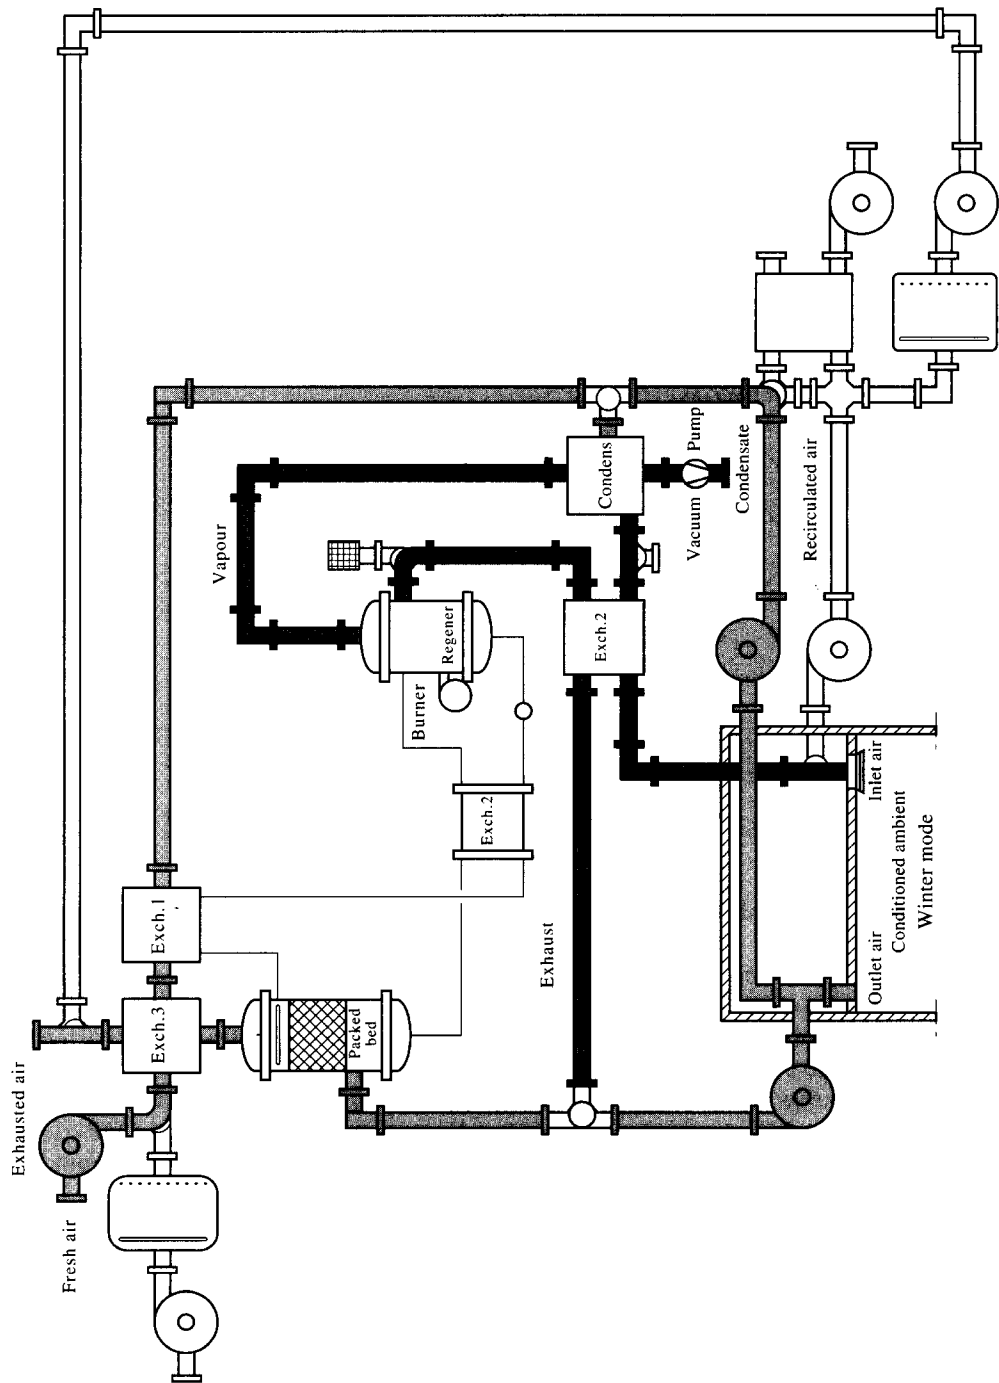 Exhausted air
Fresh air
Exch.3
Exch.1
Packed
bed
Vapour
Burner
Regener
Exch.2
Exch.2
Condens
Vacuum Pump
Condensate
Recirculated air
Exhaust
Outlet air
Inlet air
Conditioned ambient
Winter mode